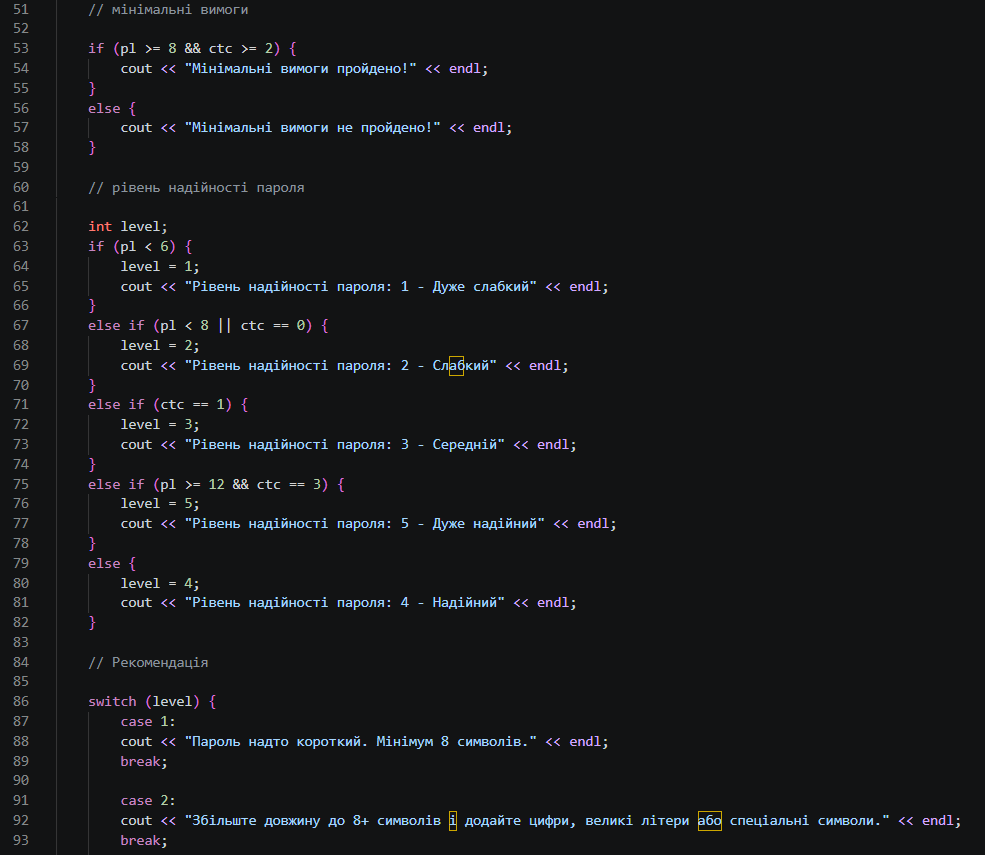 51 // мінімальні вимоги
52
53 if (pl >= 8 && ctc >= 2) {
54 cout << "Мінімальні вимоги пройдено!" << endl;
55 }
56 else {
57 cout << "Мінімальні вимоги не пройдено!" << endl;
58 }
59
60 // рівень надійності пароля
61
62 int level;
63 if (pl < 6) {
64 level = 1;
65 cout << "Рівень надійності пароля: 1 - Дуже слабкий" << endl;
66 }
67 else if (pl < 8 || ctc == 0) {
68 level = 2;
69 cout << "Рівень надійності пароля: 2 - Слабкий" << endl;
70 }
71 else if (ctc == 1) {
72 level = 3;
73 cout << "Рівень надійності пароля: 3 - Середній" << endl;
74 }
75 else if (pl >= 12 && ctc == 3) {
76 level = 5;
77 cout << "Рівень надійності пароля: 5 - Дуже надійний" << endl;
78 }
79 else {
80 level = 4;
81 cout << "Рівень надійності пароля: 4 - Надійний" << endl;
82 }
83
84 // Рекомендація
85
86 switch (level) {
87 case 1:
88 cout << "Пароль надто короткий. Мінімум 8 символів." << endl;
89 break;
90
91 case 2:
92 cout << "Збільште довжину до 8+ символів і додайте цифри, великі літери або спеціальні символи." << endl;
93 break;